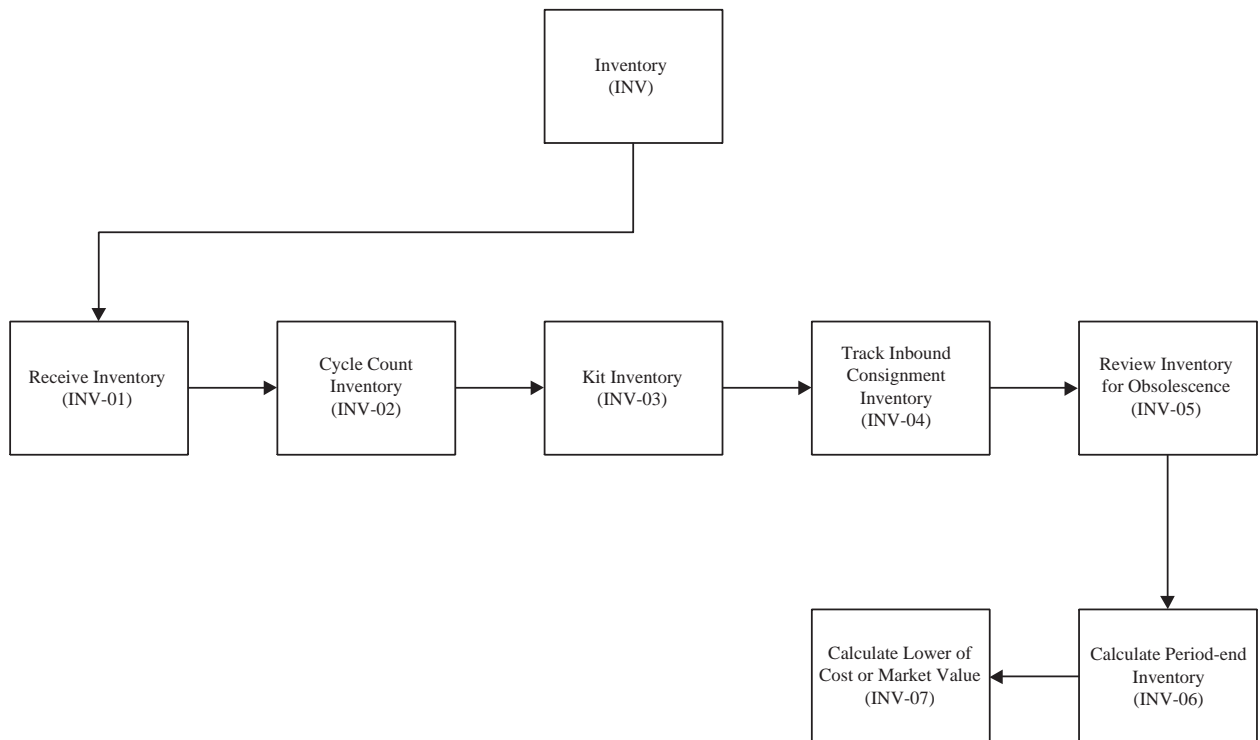 Inventory
(INV)
Receive Inventory
(INV-01)
Cycle Count
Inventory
(INV-02)
Kit Inventory
(INV-03)
Track Inbound
Consignment
Inventory
(INV-04)
Review Inventory
for Obsolescence
(INV-05)
Calculate Lower of
Cost or Market Value
(INV-07)
Calculate Period-end
Inventory
(INV-06)